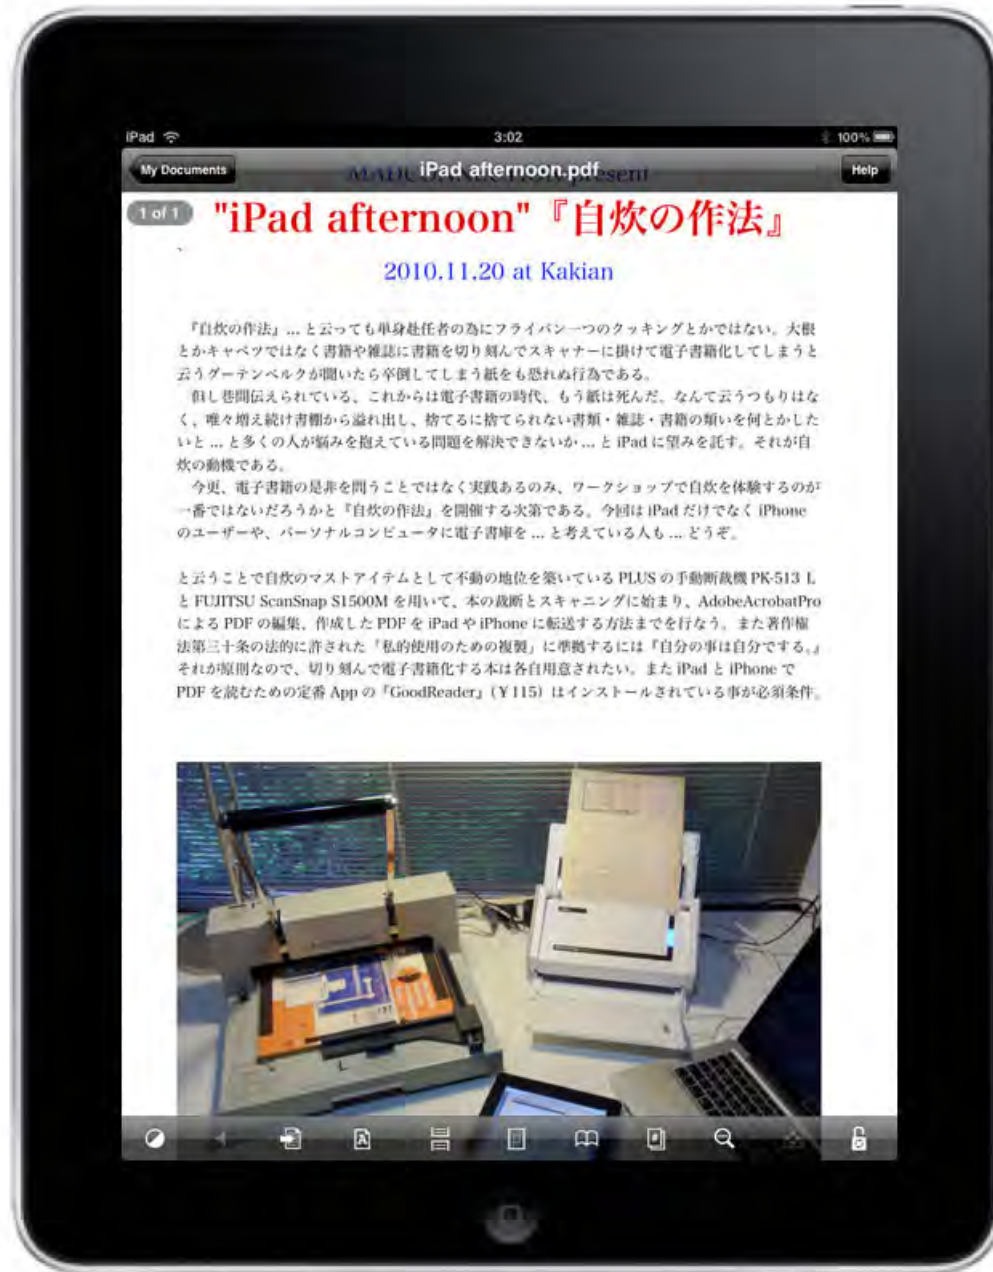 iPad
3:02
100%
My Documents
iPad afternoon.pdf
Help
present
1 of 1
"iPad afternoon"『自炊の作法』
2010.11.20 at Kakian
『自炊の作法』... と云っても単身赴任者の為にフライパン一つのクッキングとかではない。大根
とかキャベツではなく書籍や雑誌に書籍を切り刻んでスキャナーに掛けて電子書籍化してしまうと
云うグーテンベルクが聞いたら卒倒してしまう紙をも恐れぬ行為である。
但し巷間伝えられている、これからは電子書籍の時代、もう紙は死んだ。なんて云うつもりはな
く、唯々増え続け書棚から溢れ出し、捨てるに捨てられない書類・雑誌・書籍の類いを何とかした
いと ... と多くの人が悩みを抱えている問題を解決できないか ... と iPad に望みを託す。それが自
炊の動機である。
今更、電子書籍の是非を問うことではなく実践あるのみ、ワークショップで自炊を体験するのが
一番ではないだろうかと『自炊の作法』を開催する次第である。今回は iPad だけでなく iPhone
のユーザーや、パーソナルコンピュータに電子書庫を ... と考えている人も ... どうぞ。
と云うことで自炊のマストアイテムとして不動の地位を築いている PLUS の手動断裁機 PK-513 L
と FUJITSU ScanSnap S1500M を用いて、本の裁断とスキャニングに始まり、AdobeAcrobatPro
による PDF の編集、作成した PDF を iPad や iPhone に転送する方法までを行なう。また著作権
法第三十条の法的に許された「私的使用のための複製」に準拠するには『自分の事は自分でする。』
それが原則なので、切り刻んで電子書籍化する本は各自用意されたい。また iPad と iPhone で
PDF を読むための定番 App の『GoodReader』(￥115) はインストールされている事が必須条件。